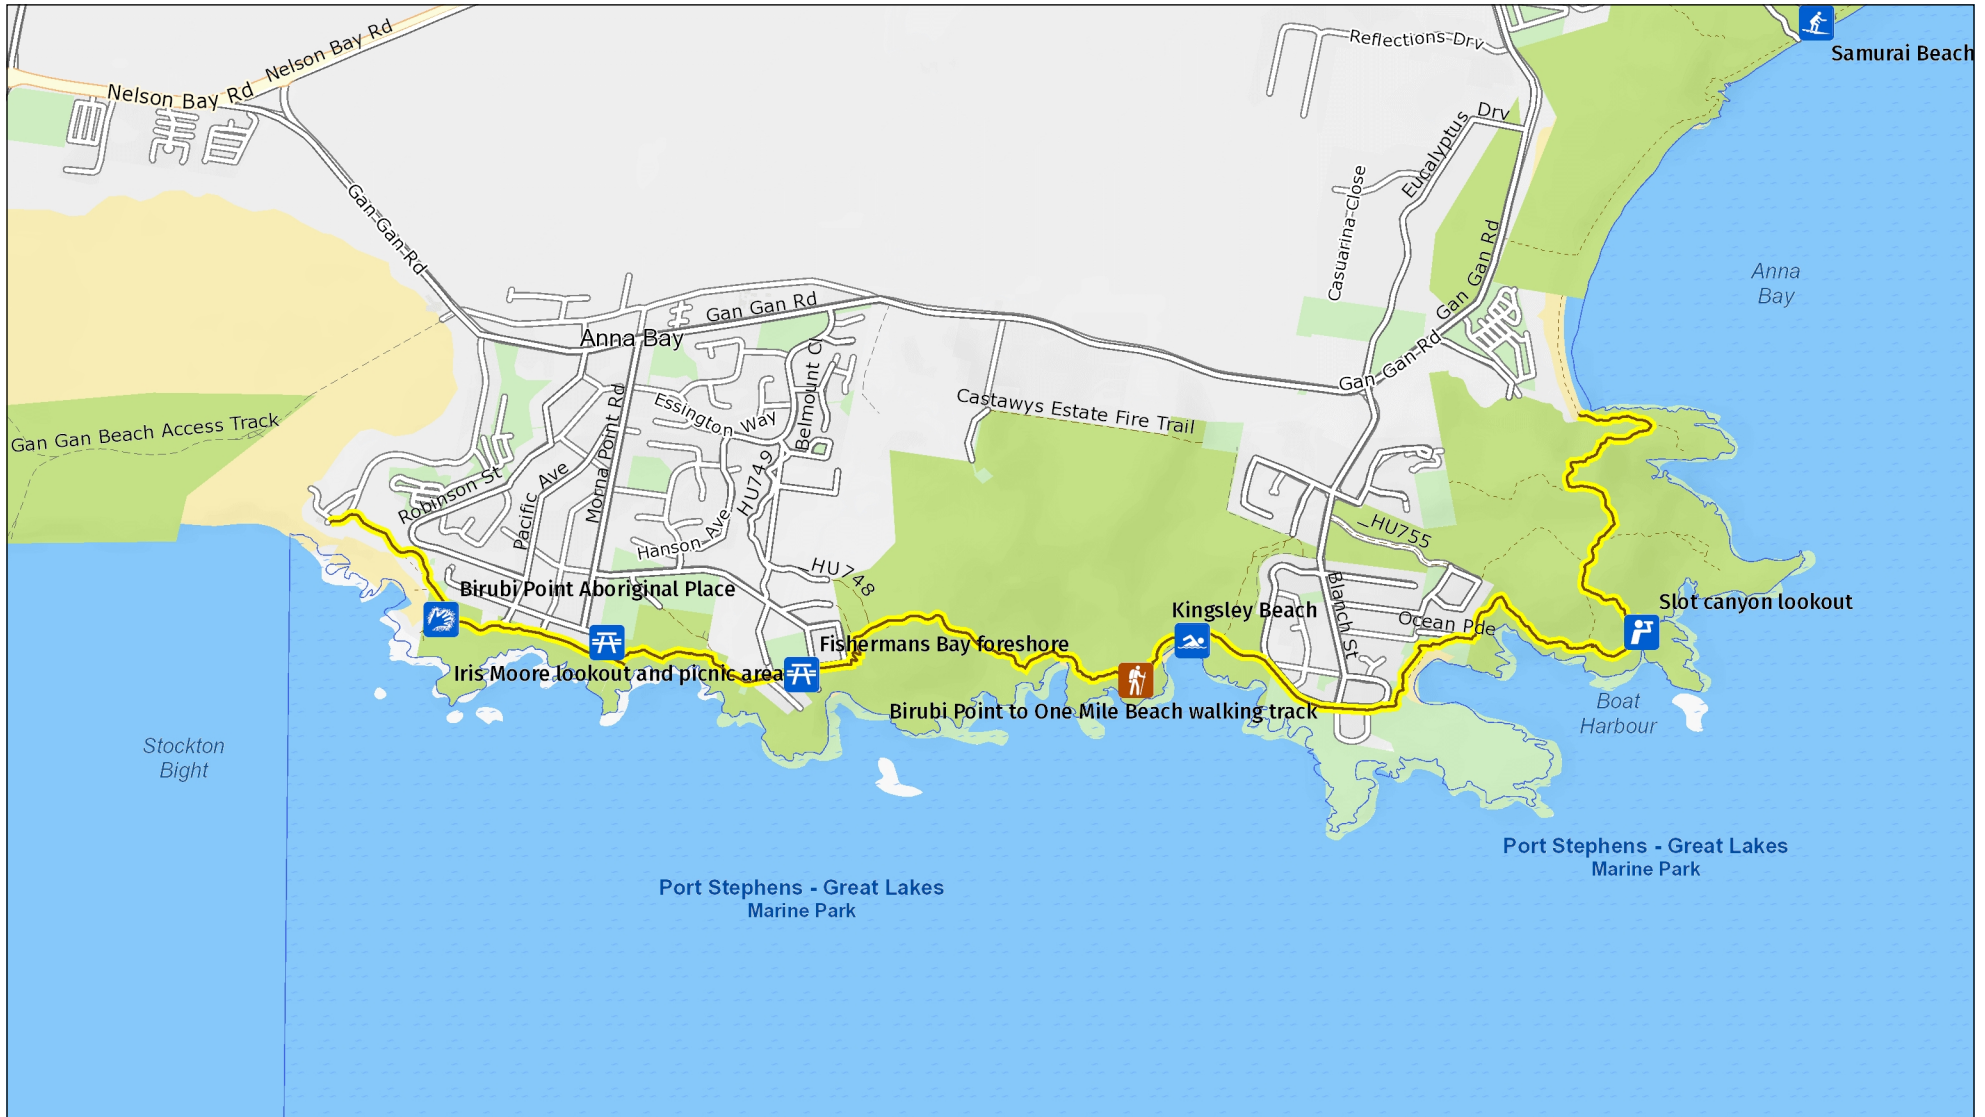 Samurai Beach
Nelson Bay Rd
Nelson Bay Rd
Reflections Drv
Eucalyptus Drv
Casuarina Close
Gan Gan Rd
Gan Gan Rd
Anna
Bay
Gan Gan Rd
Anna Bay
Gan Gan Rd
Belmount Cl
Essington Way
Morna Point Rd
Castawys Estate Fire Trail
Gan Gan Beach Access Track
Robinson St
Pacific Ave
HU749
Hanson Ave
_HU748
_HU755
Birubi Point Aboriginal Place
Blanch St
Kingsley Beach
Ocean Pde
Slot canyon lookout
Fishermans Bay foreshore
Iris Moore lookout and picnic area
Birubi Point to One Mile Beach walking track
Boat
Harbour
Stockton
Bight
Port Stephens - Great Lakes
Marine Park
Port Stephens - Great Lakes
Marine Park